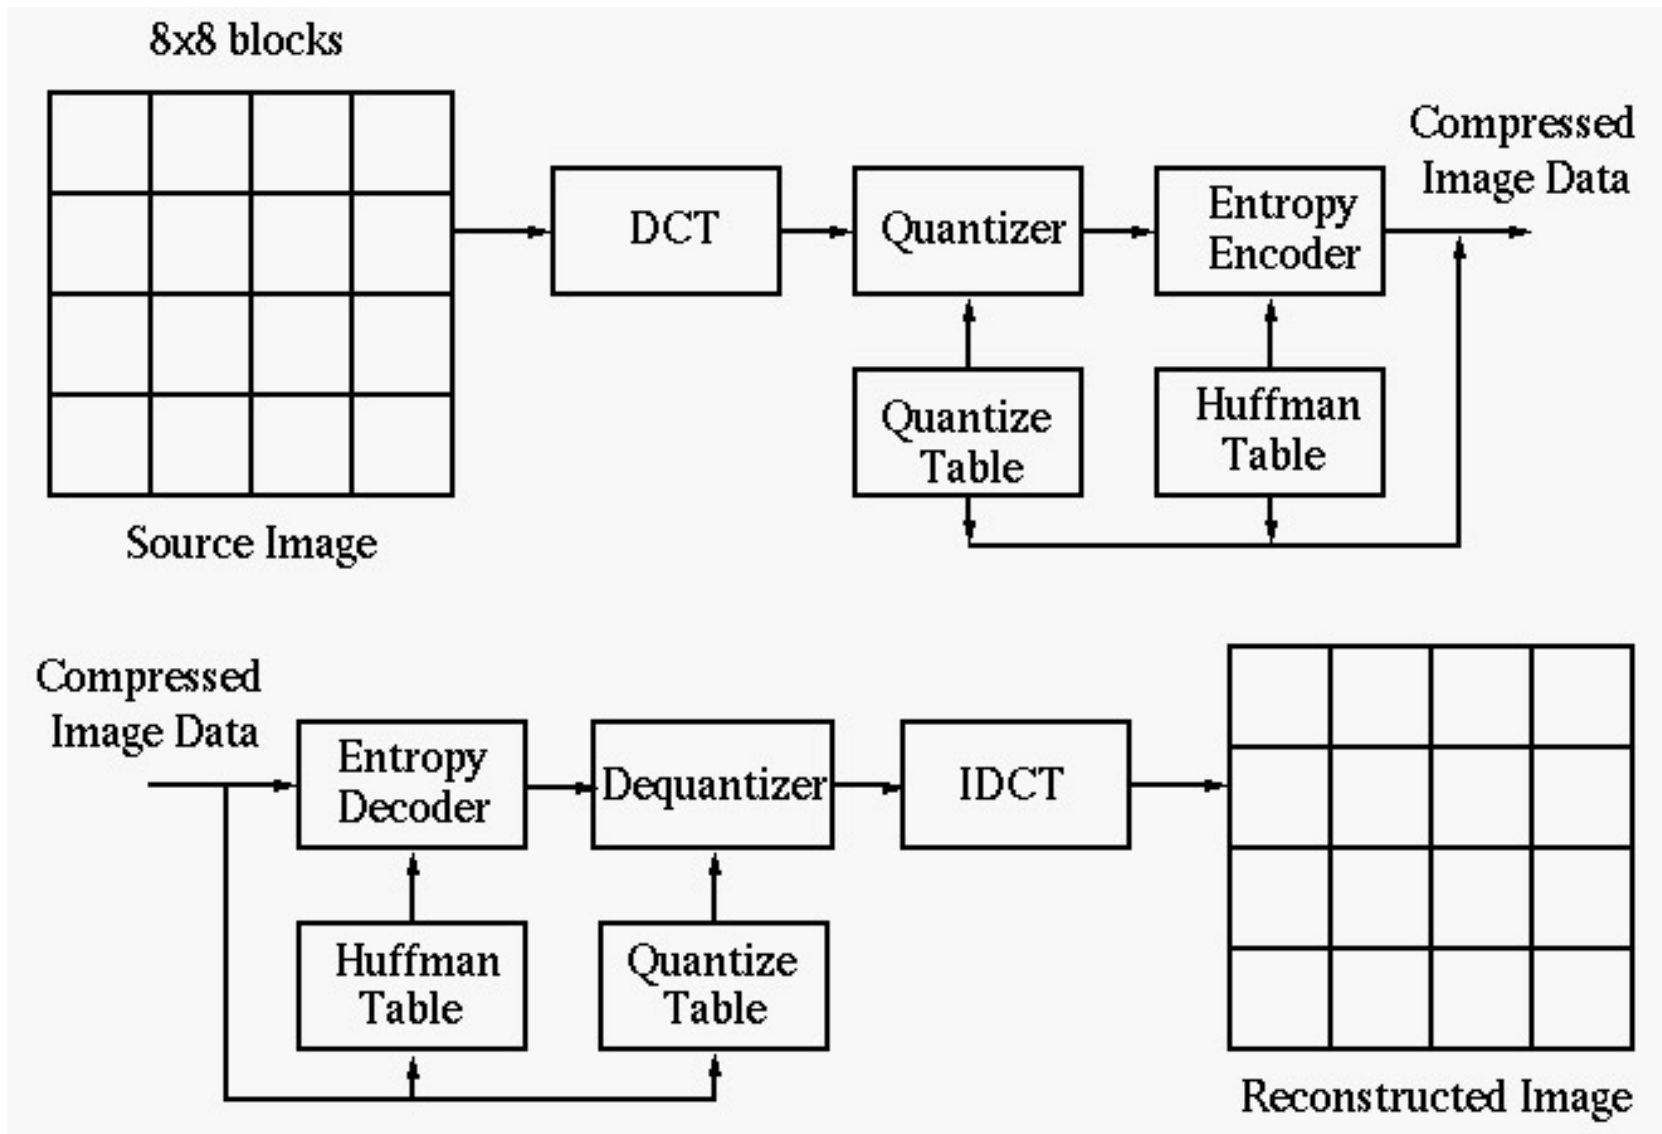 8x8 blocks
Compressed
Image Data
DCT
Quantizer
Entropy
Encoder
Quantize
Table
Huffman
Table
Source Image
Compressed
Image Data
Entropy
Decoder
Dequantizer
IDCT
Huffman
Table
Quantize
Table
Reconstructed Image